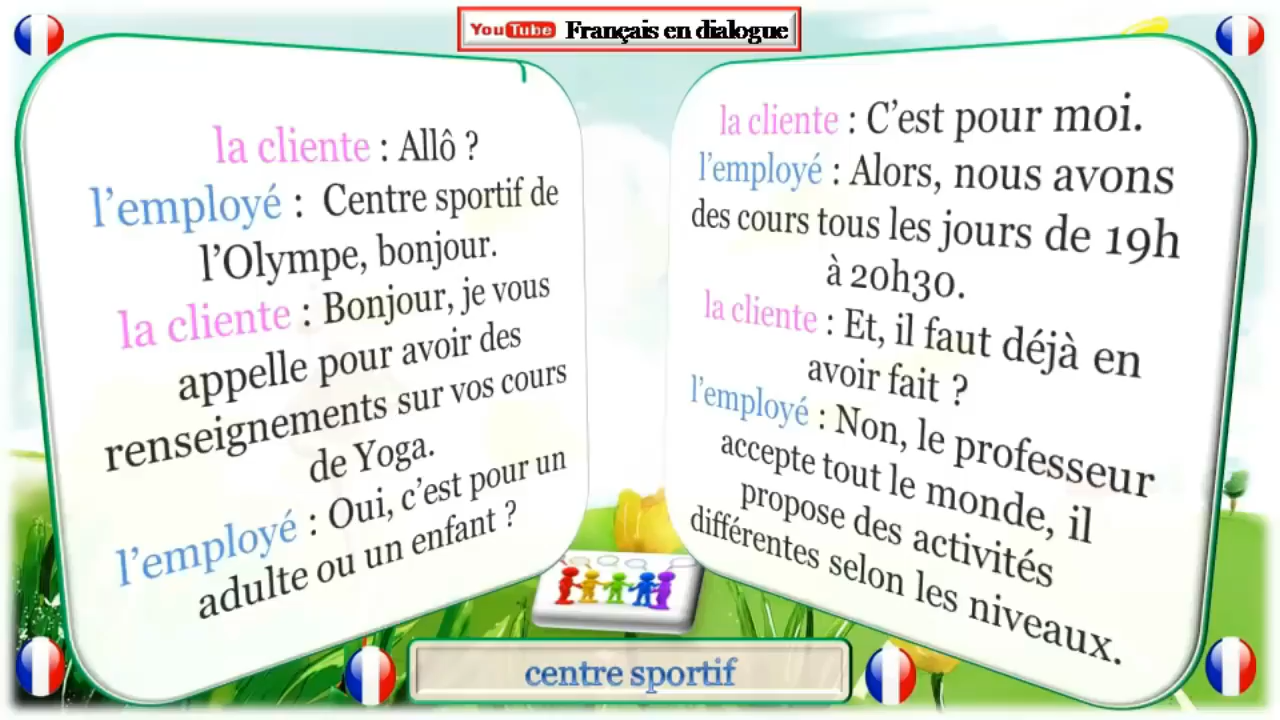 YouTube Français en dialogue
la cliente : Allô ?
l’employé : Centre sportif de
l’Olympe, bonjour.
la cliente : Bonjour, je vous
appelle pour avoir des
renseignements sur vos cours
de Yoga.
l’employé : Oui, c’est pour un
adulte ou un enfant ?
la cliente : C’est pour moi.
l’employé : Alors, nous avons
des cours tous les jours de 19h
à 20h30.
la cliente : Et, il faut déjà en
avoir fait ?
l’employé : Non, le professeur
accepte tout le monde, il
propose des activités
différentes selon les niveaux.
centre sportif